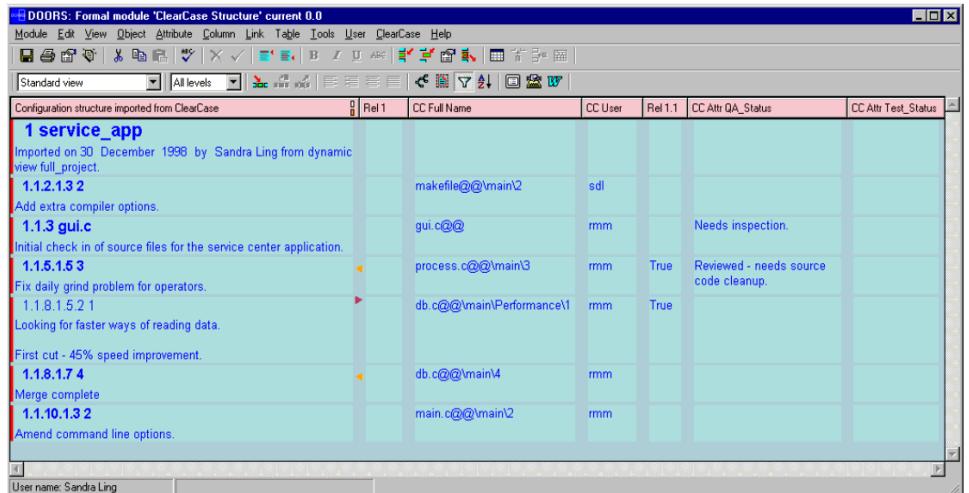 DOORS: Formal module 'ClearCase Structure' current 0.0
Module Edit View Object Attribute Column Link Table Tools User ClearCase Help
B I U ABC
Standard view All levels
Configuration structure imported from ClearCase Rel 1 CC Full Name CC User Rel 1.1 CC Attr QA_Status CC Attr Test_Status
1 service_app
Imported on 30 December 1998 by Sandra Ling from dynamic
view full_project.
1.1.2.1.3 2 makefile@@\main\2 sdl
Add extra compiler options.
1.1.3 gui.c gui.c@@ rmm Needs inspection.
Initial check in of source files for the service center application.
1.1.5.1.5 3 process.c@@\main\3 rmm True Reviewed - needs source
code cleanup.
Fix daily grind problem for operators.
1.1.8.1.5.2 1 db.c@@\main\Performance\1 rmm True
Looking for faster ways of reading data.
First cut - 45% speed improvement.
1.1.8.1.7 4 db.c@@\main\4 rmm
Merge complete
1.1.10.1.3 2 main.c@@\main\2 rmm
Amend command line options.
User name: Sandra Ling